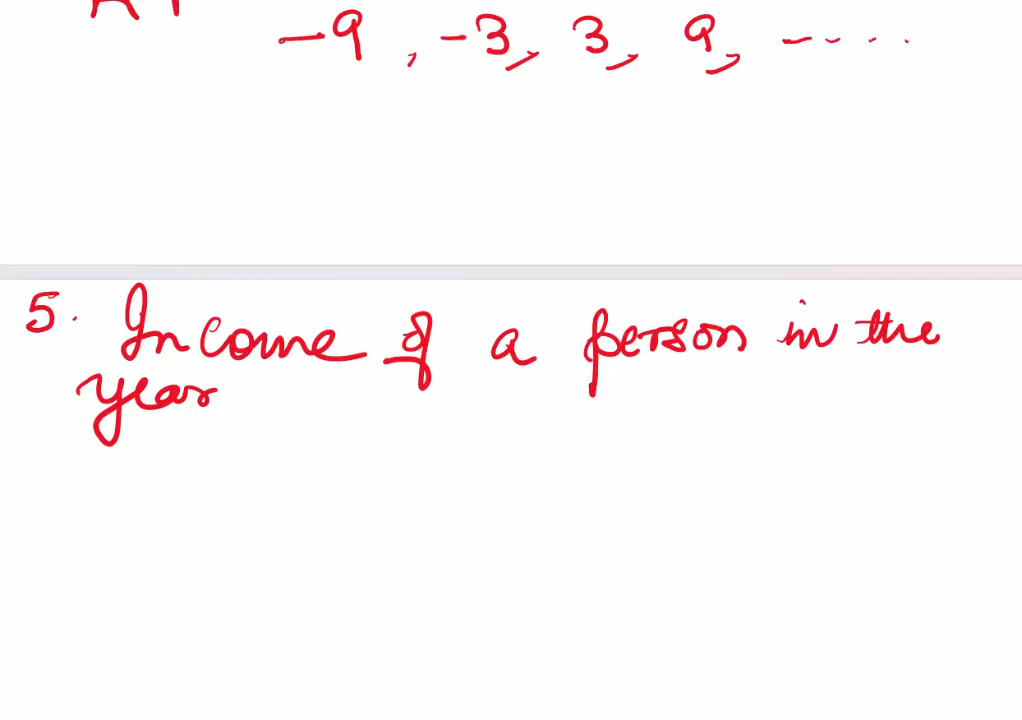 -9, -3, 3, 9, ----..
5. Income of a person in the
year